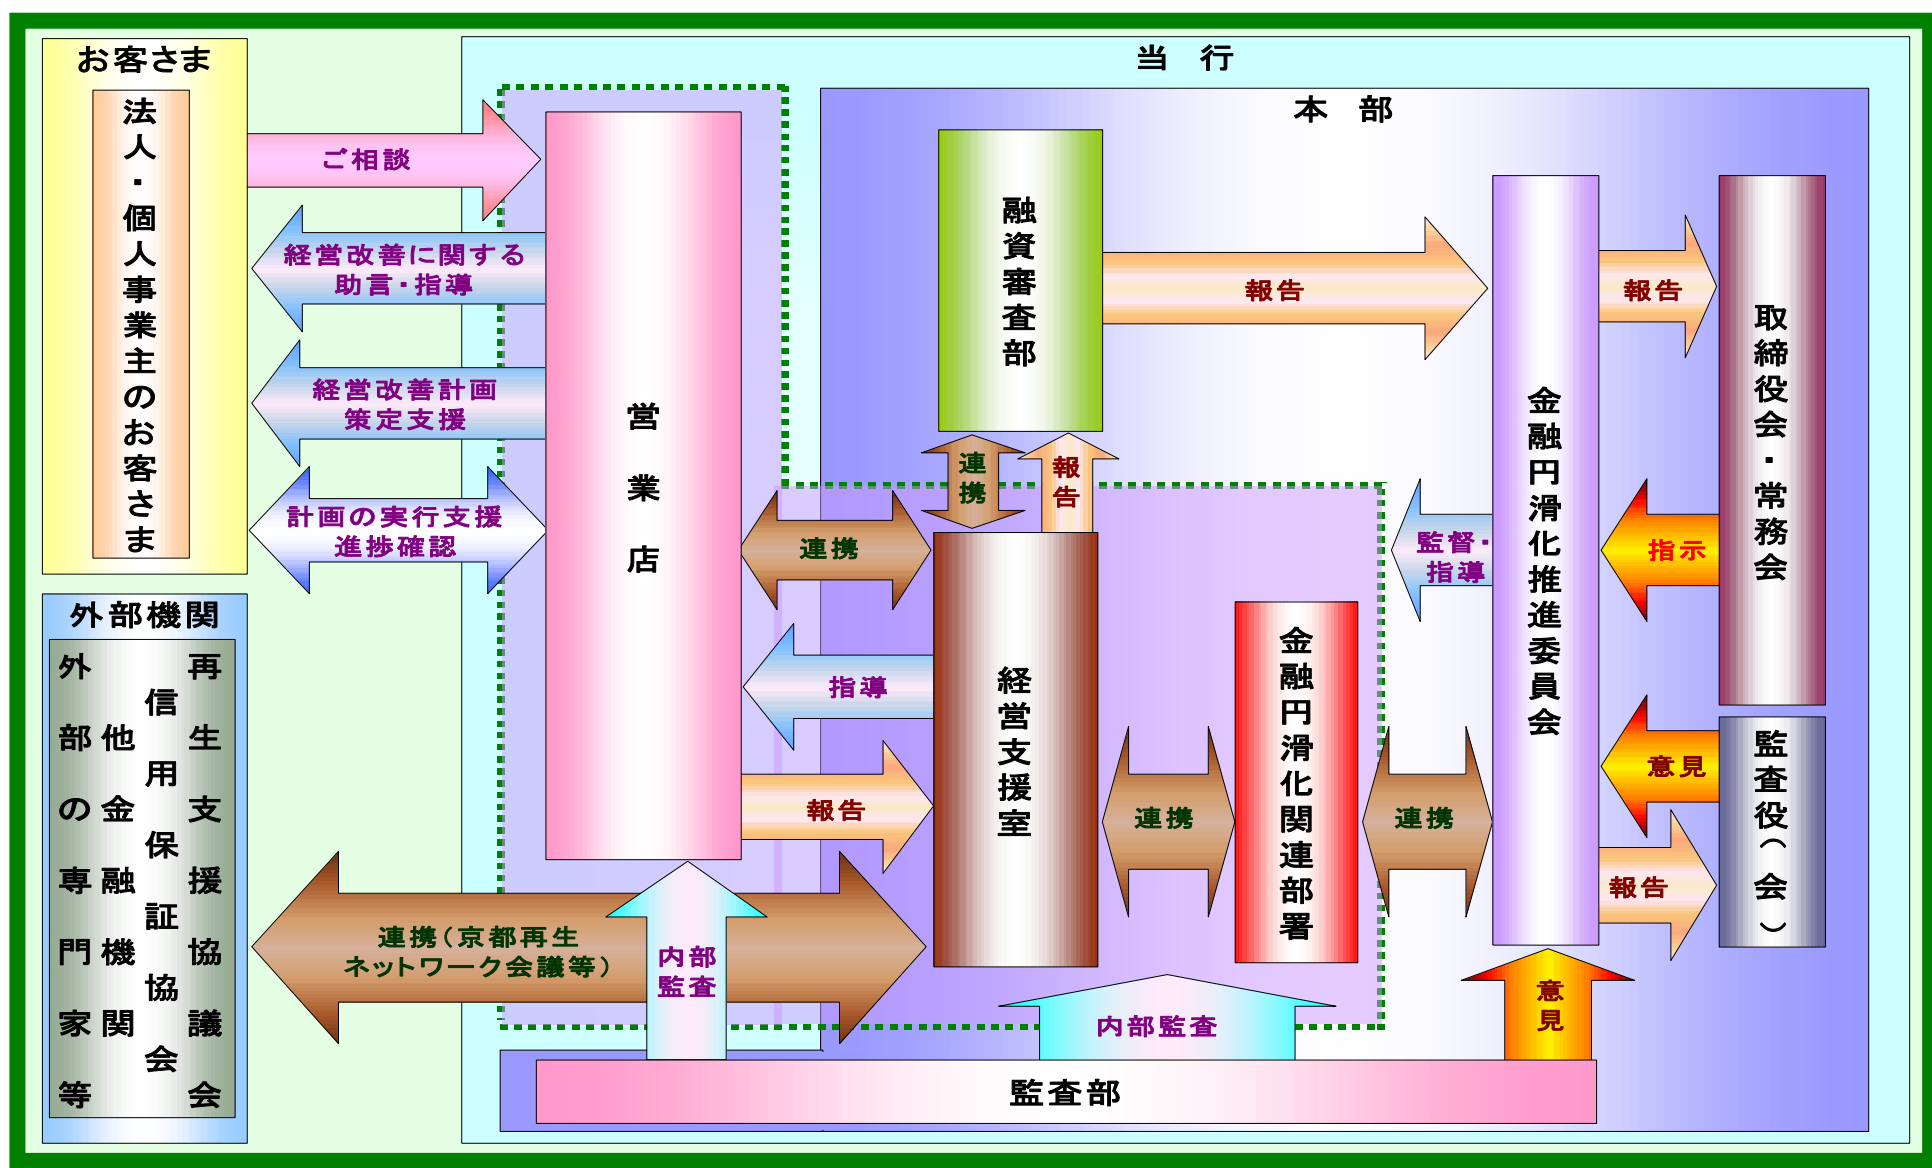 お客さま
法人・個人事業主のお客さま
外部機関
再生支援協議会
信用保証協会
他金融機関
外部の専門家等
当 行
本 部
ご相談
経営改善に関する
助言・指導
経営改善計画
策定支援
計画の実行支援
進捗確認
営業店
連携
指導
報告
連携（京都再生
ネットワーク会議等）
内部
監査
融資審査部
連携
報告
経営支援室
連携
金融円滑化関連部署
連携
内部監査
報告
監督・
指導
金融円滑化推進委員会
意見
報告
指示
意見
報告
取締役会・常務会
監査役（会）
監査部